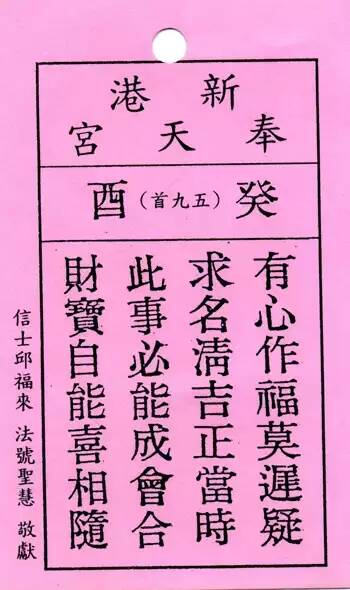 新港
奉天宮
癸（五九首）酉
有心作福莫遲疑
求名清吉正當時
此事必能成會合
財寶自能喜相隨
信士邱福來 法號聖慧 敬獻